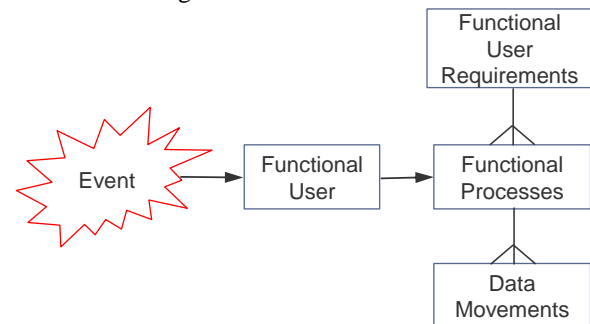 Functional
User
Requirements
Event
Functional
User
Functional
Processes
Data
Movements